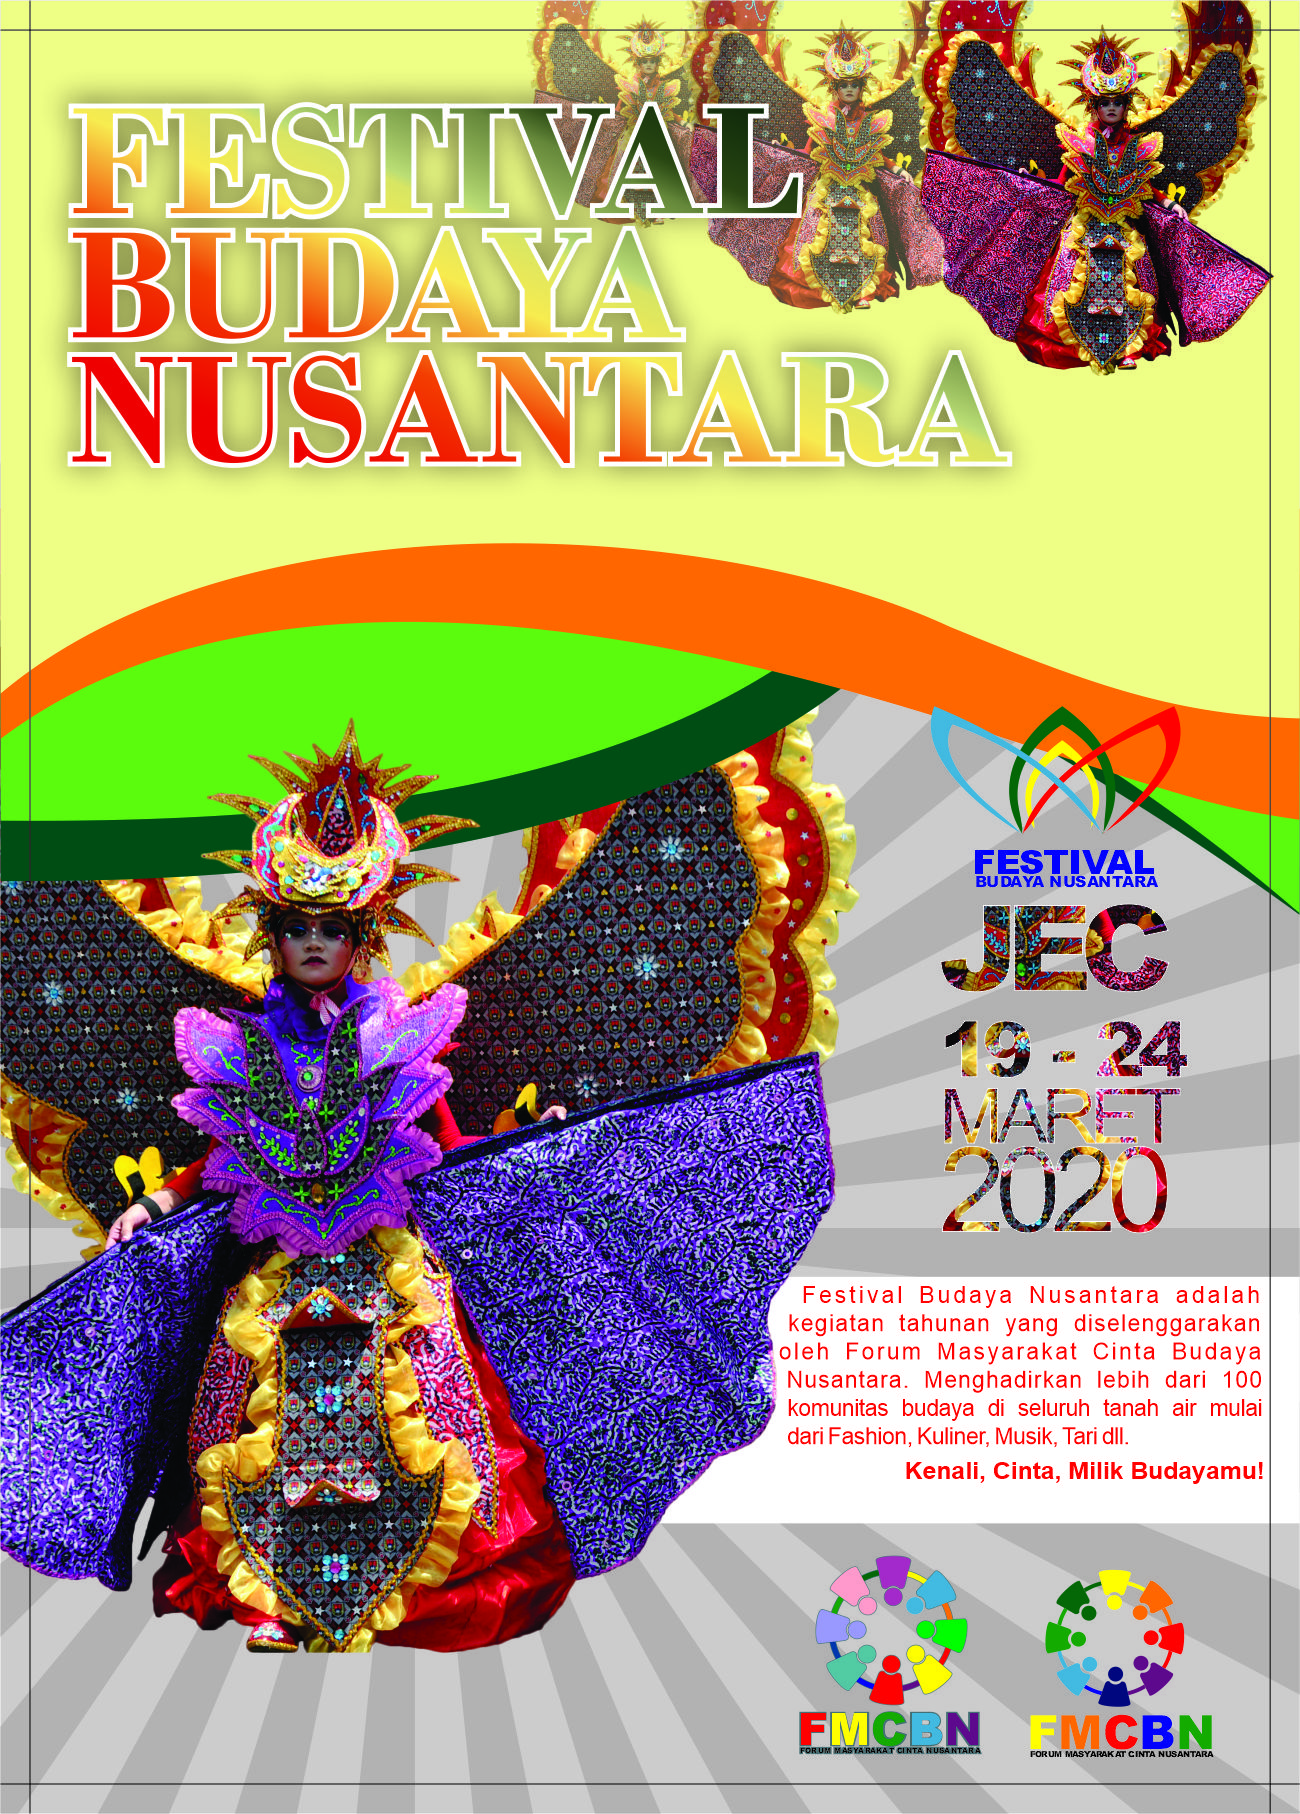 FESTIVAL
BUDAYA
NUSANTARA
FESTIVAL
BUDAYA NUSANTARA
JEC
19 - 24
MARET
2020
Festival Budaya Nusantara adalah
kegiatan tahunan yang diselenggarakan
oleh Forum Masyarakat Cinta Budaya
Nusantara. Menghadirkan lebih dari 100
komunitas budaya di seluruh tanah air mulai
dari Fashion, Kuliner, Musik, Tari dll.
Kenali, Cinta, Milik Budayamu!
FMCBN
FORUM MASYARAKAT CINTA NUSANTARA
FMCBN
FORUM MASYARAKAT CINTA NUSANTARA